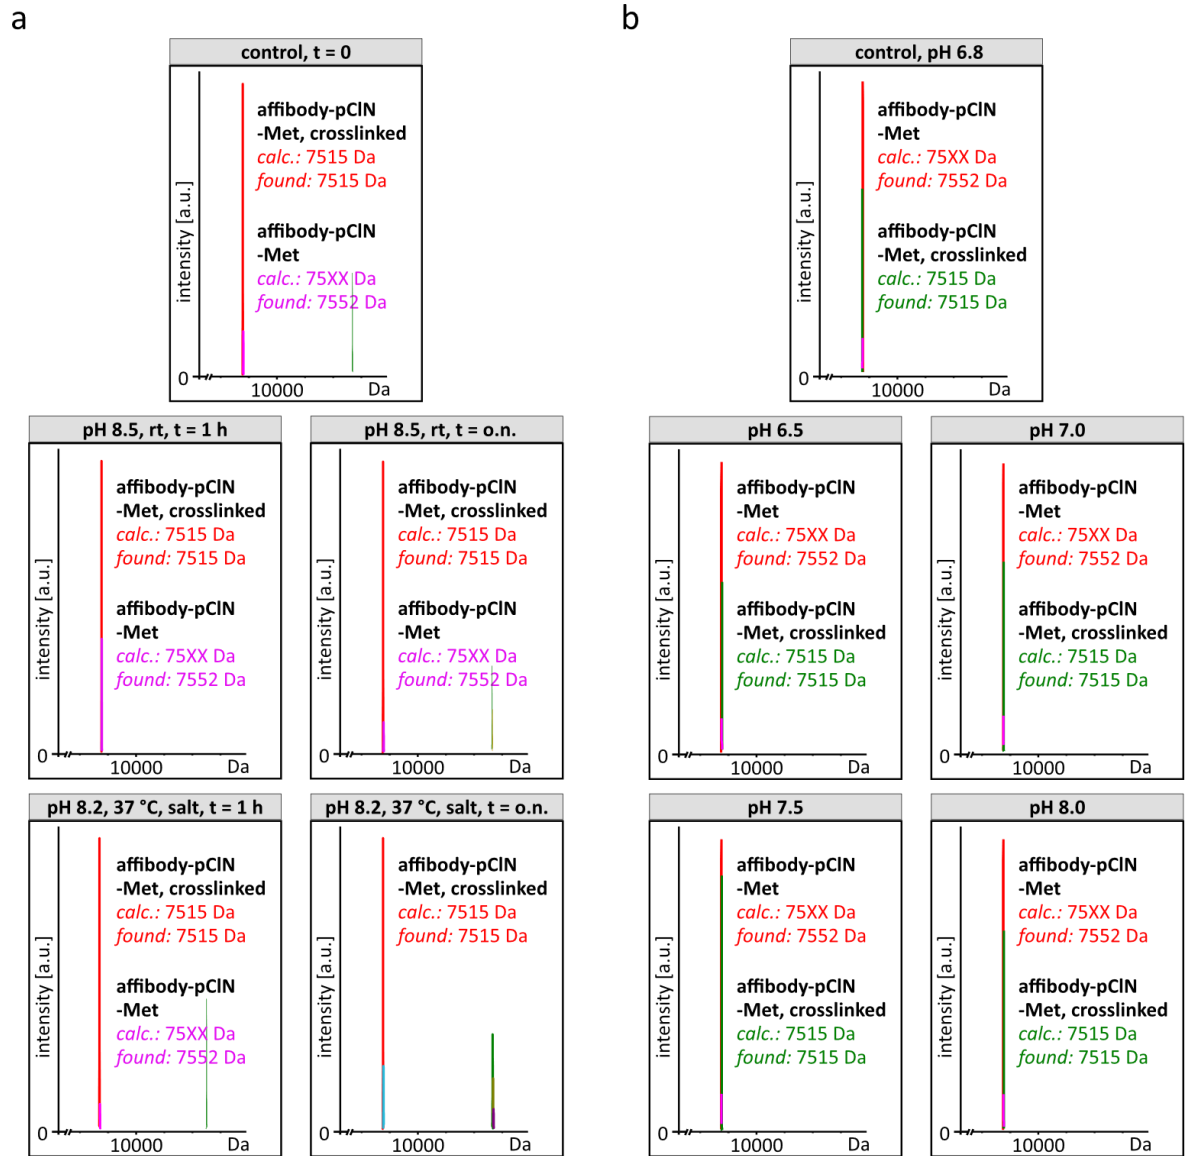 a
control, t = 0
intensity [a.u.]
affibody-pClN
-Met, crosslinked
calc.: 7515 Da
found: 7515 Da
affibody-pClN
-Met
calc.: 75XX Da
found: 7552 Da
0
10000
Da
pH 8.5, rt, t = 1 h
intensity [a.u.]
affibody-pClN
-Met, crosslinked
calc.: 7515 Da
found: 7515 Da
affibody-pClN
-Met
calc.: 75XX Da
found: 7552 Da
0
10000
Da
pH 8.5, rt, t = o.n.
intensity [a.u.]
affibody-pClN
-Met, crosslinked
calc.: 7515 Da
found: 7515 Da
affibody-pClN
-Met
calc.: 75XX Da
found: 7552 Da
0
10000
Da
pH 8.2, 37 °C, salt, t = 1 h
intensity [a.u.]
affibody-pClN
-Met, crosslinked
calc.: 7515 Da
found: 7515 Da
affibody-pClN
-Met
calc.: 75XX Da
found: 7552 Da
0
10000
Da
pH 8.2, 37 °C, salt, t = o.n.
intensity [a.u.]
affibody-pClN
-Met, crosslinked
calc.: 7515 Da
found: 7515 Da
0
10000
Da
b
control, pH 6.8
intensity [a.u.]
affibody-pClN
-Met
calc.: 75XX Da
found: 7552 Da
affibody-pClN
-Met, crosslinked
calc.: 7515 Da
found: 7515 Da
0
10000
Da
pH 6.5
intensity [a.u.]
affibody-pClN
-Met
calc.: 75XX Da
found: 7552 Da
affibody-pClN
-Met, crosslinked
calc.: 7515 Da
found: 7515 Da
0
10000
Da
pH 7.0
intensity [a.u.]
affibody-pClN
-Met
calc.: 75XX Da
found: 7552 Da
affibody-pClN
-Met, crosslinked
calc.: 7515 Da
found: 7515 Da
0
10000
Da
pH 7.5
intensity [a.u.]
affibody-pClN
-Met
calc.: 75XX Da
found: 7552 Da
affibody-pClN
-Met, crosslinked
calc.: 7515 Da
found: 7515 Da
0
10000
Da
pH 8.0
intensity [a.u.]
affibody-pClN
-Met
calc.: 75XX Da
found: 7552 Da
affibody-pClN
-Met, crosslinked
calc.: 7515 Da
found: 7515 Da
0
10000
Da